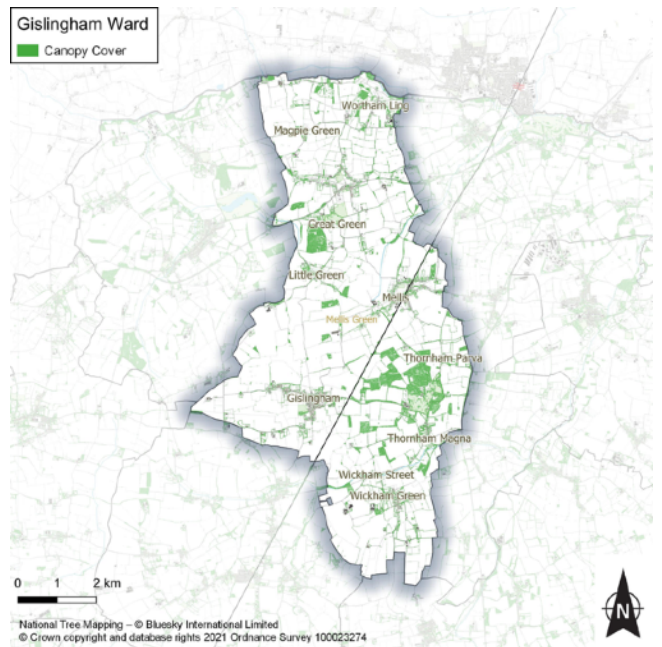 Gislingham Ward
Canopy Cover
Wortham Ling
Magpie Green
Great Green
Little Green
Mellis
Mellis Green
Thornham Parva
Gislingham
Thornham Magna
Wickham Street
Wickham Green
0 1 2 km
N
National Tree Mapping – © Bluesky International Limited
© Crown copyright and database rights 2021 Ordnance Survey 100023274